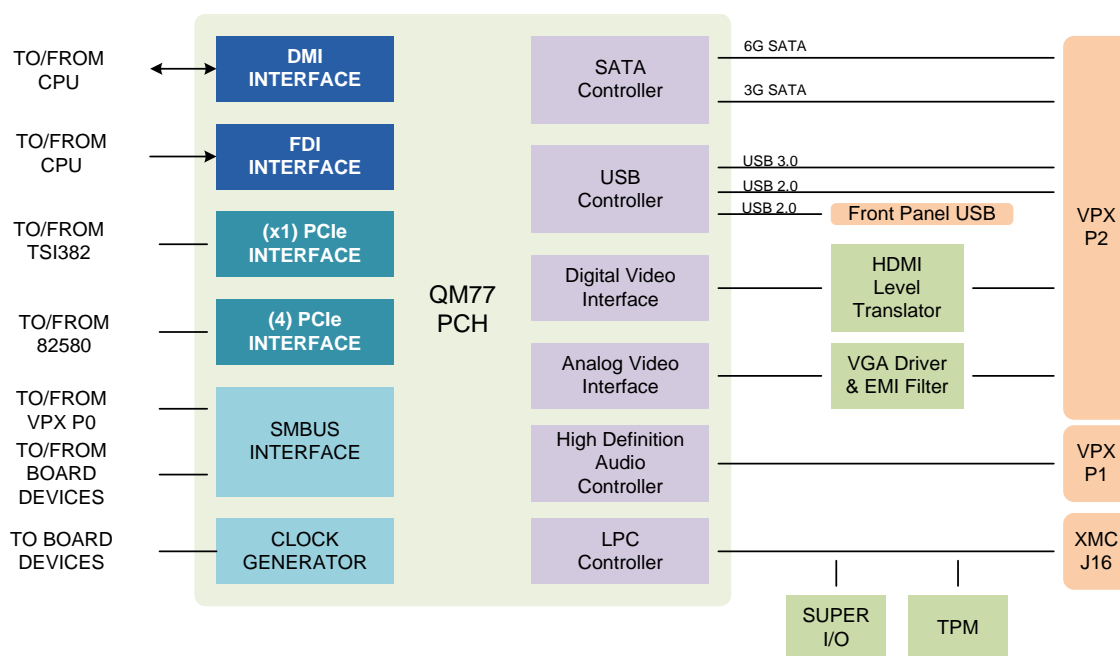 TO/FROM
CPU
TO/FROM
CPU
TO/FROM
TSI382
TO/FROM
82580
TO/FROM
VPX P0
TO/FROM
BOARD
DEVICES
TO BOARD
DEVICES
DMI
INTERFACE
FDI
INTERFACE
(x1) PCIe
INTERFACE
(4) PCIe
INTERFACE
SMBUS
INTERFACE
CLOCK
GENERATOR
QM77
PCH
SATA
Controller
USB
Controller
Digital Video
Interface
Analog Video
Interface
High Definition
Audio
Controller
LPC
Controller
6G SATA
3G SATA
USB 3.0
USB 2.0
USB 2.0
Front Panel USB
HDMI
Level
Translator
VGA Driver
& EMI Filter
SUPER
I/O
TPM
VPX
P2
VPX
P1
XMC
J16